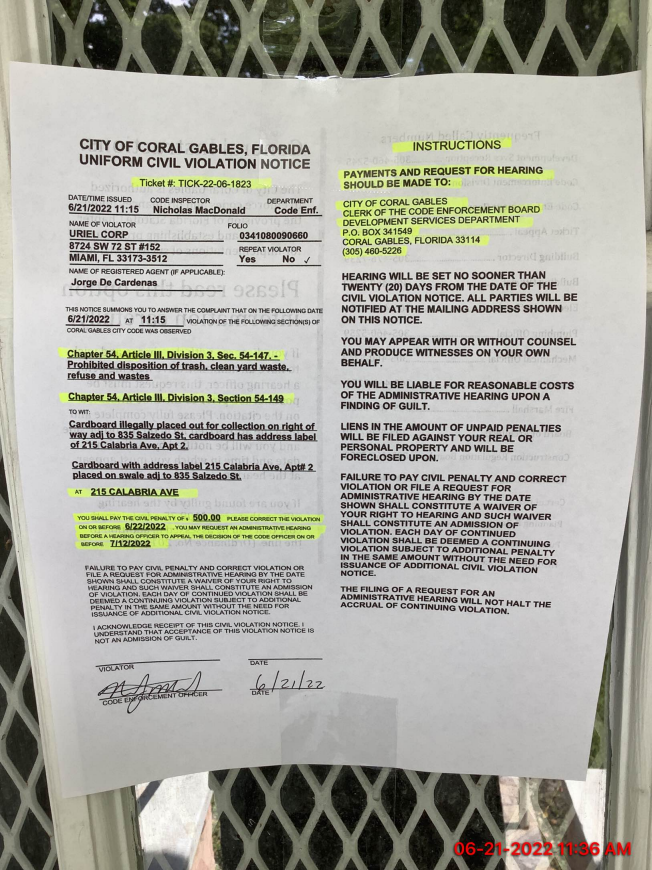 CITY OF CORAL GABLES, FLORIDA
UNIFORM CIVIL VIOLATION NOTICE
Ticket #: TICK-22-06-1823
DATE/TIME ISSUED CODE INSPECTOR DEPARTMENT
6/21/2022 11:15 Nicholas MacDonald Code Enf.
NAME OF VIOLATOR FOLIO
URIEL CORP 0341080090660
8724 SW 72 ST #152 REPEAT VIOLATOR
MIAMI, FL 33173-3512 Yes No ✓
NAME OF REGISTERED AGENT (IF APPLICABLE):
Jorge De Cardenas
THIS NOTICE SUMMONS YOU TO ANSWER THE COMPLAINT THAT ON THE FOLLOWING DATE
6/21/2022 AT 11:15 VIOLATION OF THE FOLLOWING SECTION(S) OF
CORAL GABLES CITY CODE WAS OBSERVED
Chapter 54, Article III, Division 3, Sec. 54-147. -
Prohibited disposition of trash, clean yard waste,
refuse and wastes
Chapter 54, Article III, Division 3, Section 54-149
TO WIT:
Cardboard illegally placed out for collection on right of
way adj to 835 Salzedo St, cardboard has address label
of 215 Calabria Ave, Apt 2.
Cardboard with address label 215 Calabria Ave, Apt# 2
placed on swale adj to 835 Salzedo St.
AT 215 CALABRIA AVE
YOU SHALL PAY THE CIVIL PENALTY OF $ 500.00 PLEASE CORRECT THE VIOLATION
ON OR BEFORE 6/22/2022 . YOU MAY REQUEST AN ADMINISTRATIVE HEARING
BEFORE A HEARING OFFICER TO APPEAL THE DECISION OF THE CODE OFFICER ON OR
BEFORE 7/12/2022
FAILURE TO PAY CIVIL PENALTY AND CORRECT VIOLATION OR
FILE A REQUEST FOR ADMINISTRATIVE HEARING BY THE DATE
SHOWN SHALL CONSTITUTE A WAIVER OF YOUR RIGHT TO
HEARING AND SUCH WAIVER SHALL CONSTITUTE AN ADMISSION
OF VIOLATION. EACH DAY OF CONTINUED VIOLATION SHALL BE
DEEMED A CONTINUING VIOLATION SUBJECT TO ADDITIONAL
PENALTY IN THE SAME AMOUNT WITHOUT THE NEED FOR
ISSUANCE OF ADDITIONAL CIVIL VIOLATION NOTICE.
I ACKNOWLEDGE RECEIPT OF THIS CIVIL VIOLATION NOTICE. I
UNDERSTAND THAT ACCEPTANCE OF THIS VIOLATION NOTICE IS
NOT AN ADMISSION OF GUILT.
VIOLATOR DATE
6/21/22
CODE ENFORCEMENT OFFICER DATE
INSTRUCTIONS
PAYMENTS AND REQUEST FOR HEARING
SHOULD BE MADE TO:
CITY OF CORAL GABLES
CLERK OF THE CODE ENFORCEMENT BOARD
DEVELOPMENT SERVICES DEPARTMENT
P.O. BOX 341549
CORAL GABLES, FLORIDA 33114
(305) 460-5226
HEARING WILL BE SET NO SOONER THAN
TWENTY (20) DAYS FROM THE DATE OF THE
CIVIL VIOLATION NOTICE. ALL PARTIES WILL BE
NOTIFIED AT THE MAILING ADDRESS SHOWN
ON THIS NOTICE.
YOU MAY APPEAR WITH OR WITHOUT COUNSEL
AND PRODUCE WITNESSES ON YOUR OWN
BEHALF.
YOU WILL BE LIABLE FOR REASONABLE COSTS
OF THE ADMINISTRATIVE HEARING UPON A
FINDING OF GUILT.
LIENS IN THE AMOUNT OF UNPAID PENALTIES
WILL BE FILED AGAINST YOUR REAL OR
PERSONAL PROPERTY AND WILL BE
FORECLOSED UPON.
FAILURE TO PAY CIVIL PENALTY AND CORRECT
VIOLATION OR FILE A REQUEST FOR
ADMINISTRATIVE HEARING BY THE DATE
SHOWN SHALL CONSTITUTE A WAIVER OF
YOUR RIGHT TO HEARING AND SUCH WAIVER
SHALL CONSTITUTE AN ADMISSION OF
VIOLATION. EACH DAY OF CONTINUED
VIOLATION SHALL BE DEEMED A CONTINUING
VIOLATION SUBJECT TO ADDITIONAL PENALTY
IN THE SAME AMOUNT WITHOUT THE NEED FOR
ISSUANCE OF ADDITIONAL CIVIL VIOLATION
NOTICE.
THE FILING OF A REQUEST FOR AN
ADMINISTRATIVE HEARING WILL NOT HALT THE
ACCRUAL OF CONTINUING VIOLATION.
06-21-2022 11:36 AM